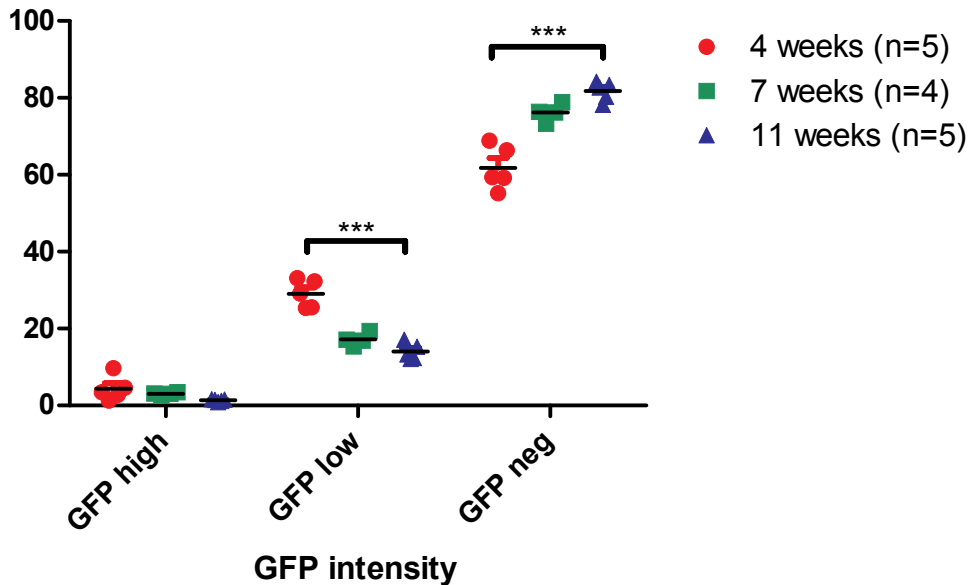 100
80
60
40
20
0
***
***
4 weeks (n=5)
7 weeks (n=4)
11 weeks (n=5)
GFP high
GFP low
GFP neg
GFP intensity